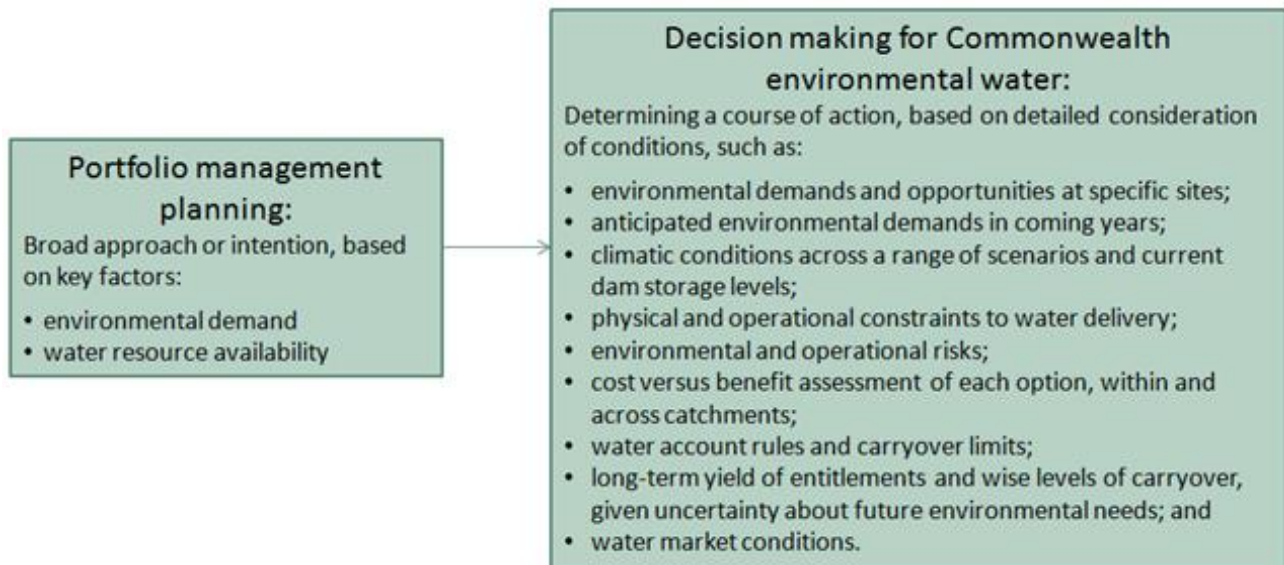 Portfolio management
planning:
Broad approach or intention, based
on key factors:
• environmental demand
• water resource availability
Decision making for Commonwealth
environmental water:
Determining a course of action, based on detailed consideration
of conditions, such as:
• environmental demands and opportunities at specific sites;
• anticipated environmental demands in coming years;
• climatic conditions across a range of scenarios and current
dam storage levels;
• physical and operational constraints to water delivery;
• environmental and operational risks;
• cost versus benefit assessment of each option, within and
across catchments;
• water account rules and carryover limits;
• long-term yield of entitlements and wise levels of carryover,
given uncertainty about future environmental needs; and
• water market conditions.